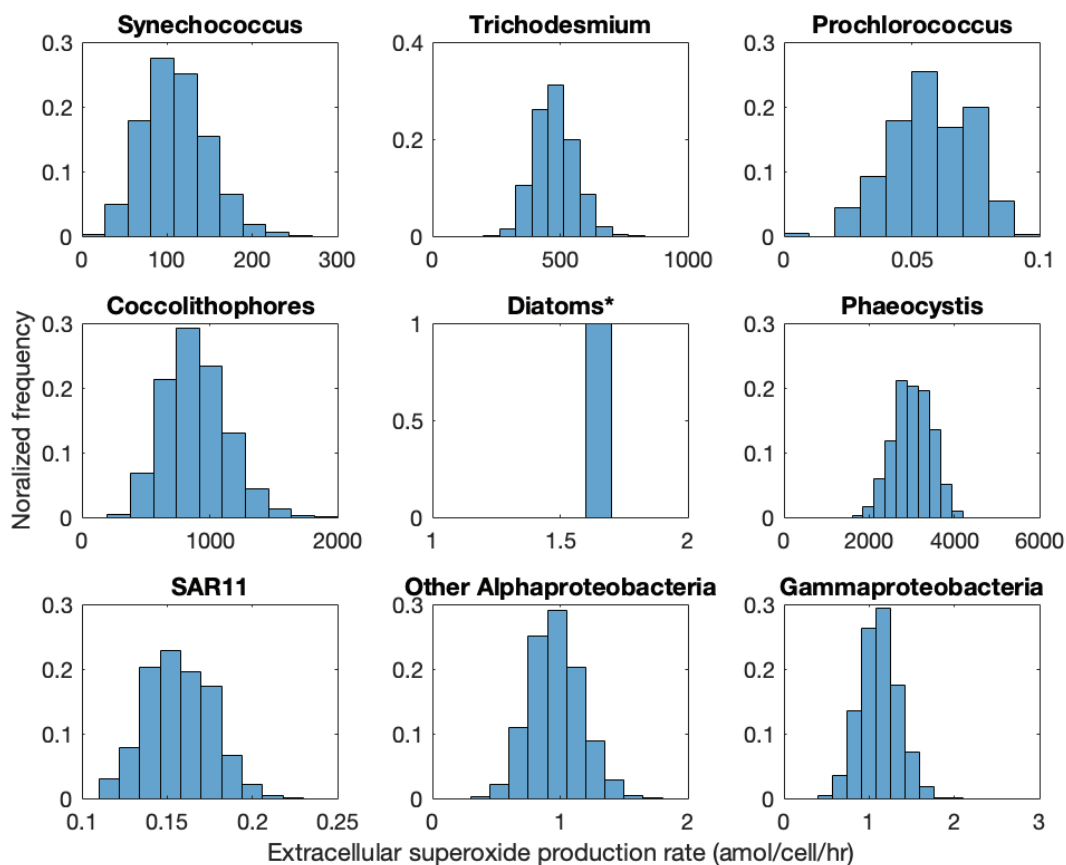 Synechococcus
Trichodesmium
Prochlorococcus
0.3
0.2
0.1
0
0 100 200 300
0.4
0.2
0
0 500 1000
0.3
0.2
0.1
0
0 0.05 0.1
Noralized frequency
Coccolithophores
Diatoms*
Phaeocystis
0.3
0.2
0.1
0
0 1000 2000
1
0.5
0
1 1.5 2
0.3
0.2
0.1
0
0 2000 4000 6000
SAR11
Other Alphaproteobacteria
Gammaproteobacteria
0.3
0.2
0.1
0
0.1 0.15 0.2 0.25
0.3
0.2
0.1
0
0 1 2
0.3
0.2
0.1
0
0 1 2 3
Extracellular superoxide production rate (amol/cell/hr)